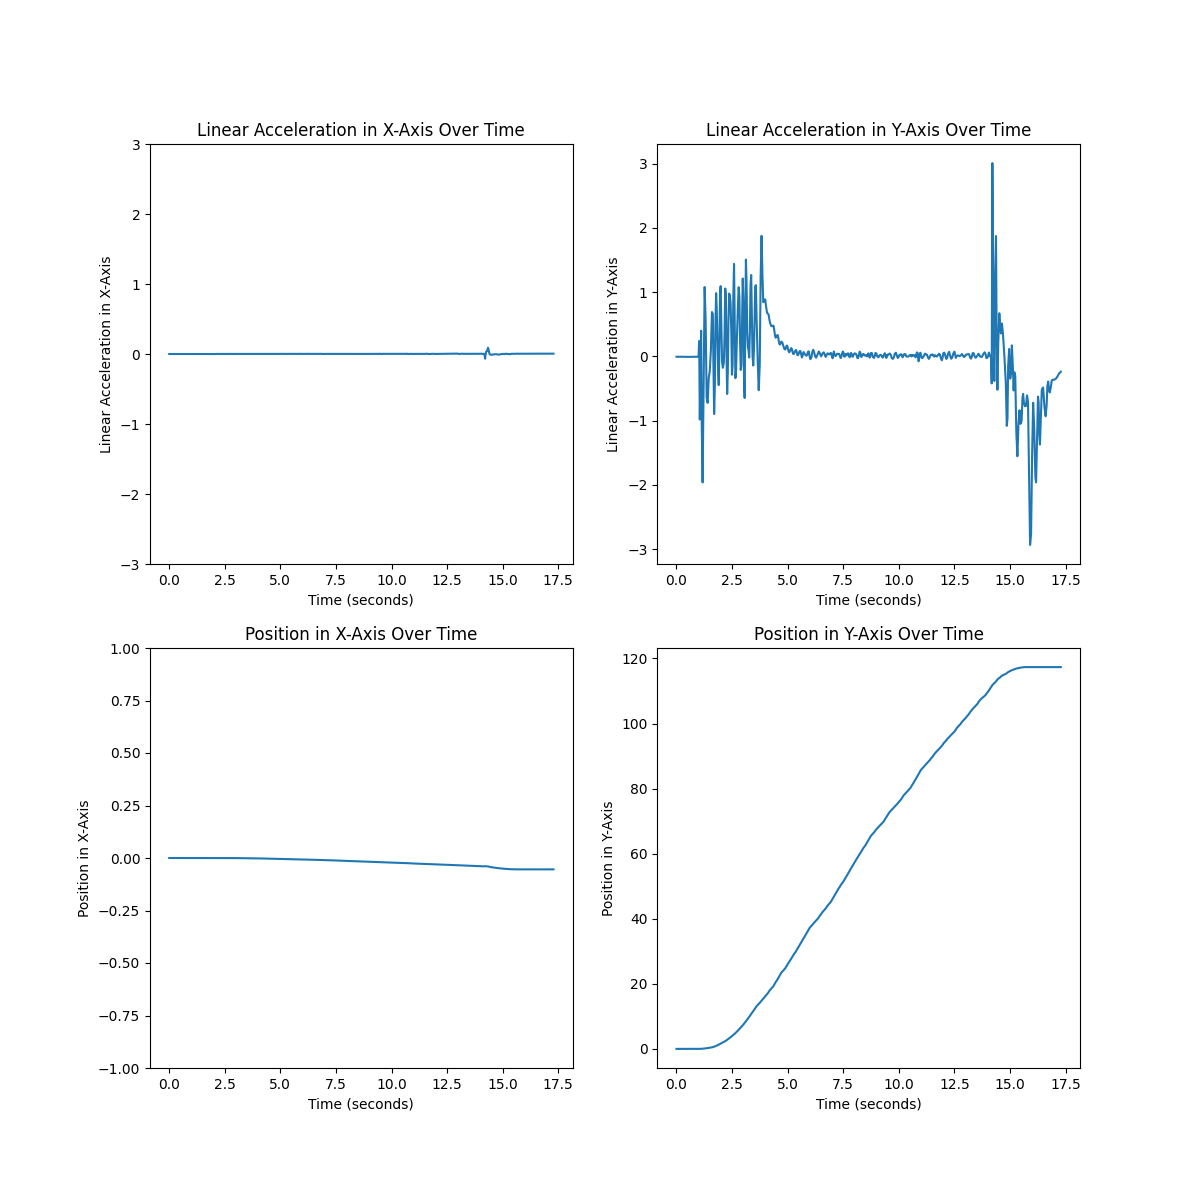 Linear Acceleration in X-Axis Over Time
3
2
1
0
−1
−2
−3
Linear Acceleration in X-Axis
0.0 2.5 5.0 7.5 10.0 12.5 15.0 17.5
Time (seconds)
Linear Acceleration in Y-Axis Over Time
3
2
1
0
−1
−2
−3
Linear Acceleration in Y-Axis
0.0 2.5 5.0 7.5 10.0 12.5 15.0 17.5
Time (seconds)
Position in X-Axis Over Time
1.00
0.75
0.50
0.25
0.00
−0.25
−0.50
−0.75
−1.00
Position in X-Axis
0.0 2.5 5.0 7.5 10.0 12.5 15.0 17.5
Time (seconds)
Position in Y-Axis Over Time
120
100
80
60
40
20
0
Position in Y-Axis
0.0 2.5 5.0 7.5 10.0 12.5 15.0 17.5
Time (seconds)